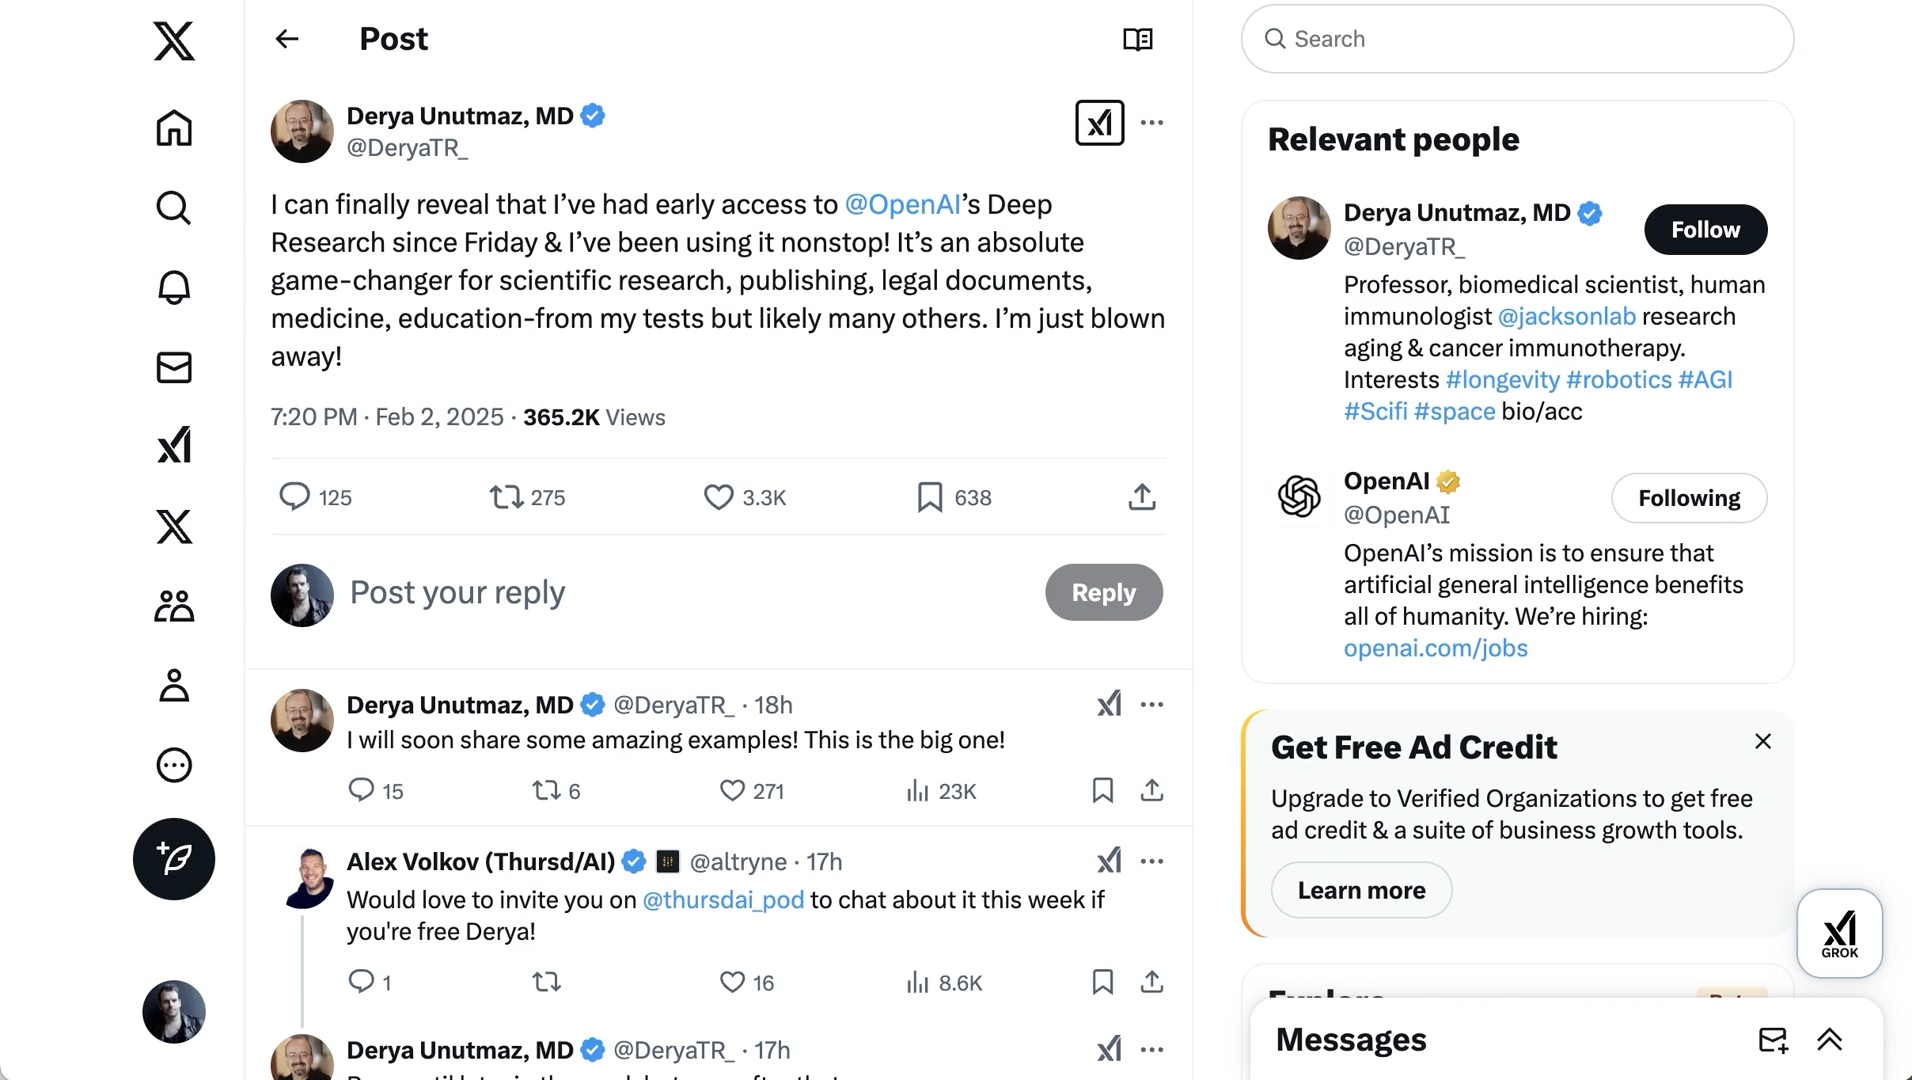 Post
Derya Unutmaz, MD
@DeryaTR_
I can finally reveal that I’ve had early access to @OpenAI’s Deep
Research since Friday & I’ve been using it nonstop! It’s an absolute
game-changer for scientific research, publishing, legal documents,
medicine, education-from my tests but likely many others. I’m just blown
away!
7:20 PM · Feb 2, 2025 · 365.2K Views
125 275 3.3K 638
Post your reply
Reply
Derya Unutmaz, MD @DeryaTR_ · 18h
I will soon share some amazing examples! This is the big one!
15 6 271 23K
Alex Volkov (Thursd/AI) @altryne · 17h
Would love to invite you on @thursdai_pod to chat about it this week if
you're free Derya!
1 16 8.6K
Derya Unutmaz, MD @DeryaTR_ · 17h
Search
Relevant people
Derya Unutmaz, MD
@DeryaTR_
Follow
Professor, biomedical scientist, human
immunologist @jacksonlab research
aging & cancer immunotherapy.
Interests #longevity #robotics #AGI
#Scifi #space bio/acc
OpenAI
@OpenAI
Following
OpenAI’s mission is to ensure that
artificial general intelligence benefits
all of humanity. We’re hiring:
openai.com/jobs
Get Free Ad Credit
Upgrade to Verified Organizations to get free
ad credit & a suite of business growth tools.
Learn more
GROK
Messages